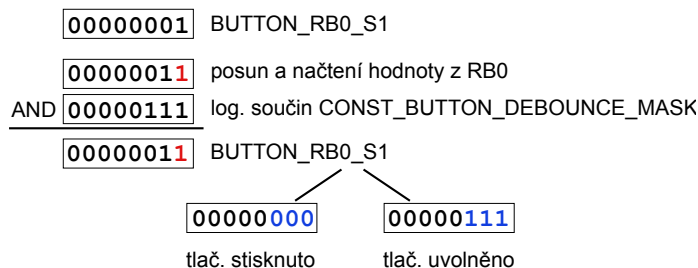 00000001 BUTTON_RB0_S1
00000011 posun a načtení hodnoty z RB0
AND 00000111 log. součin CONST_BUTTON_DEBOUNCE_MASK
00000011 BUTTON_RB0_S1
00000000 00000111
tlač. stisknuto tlač. uvolněno